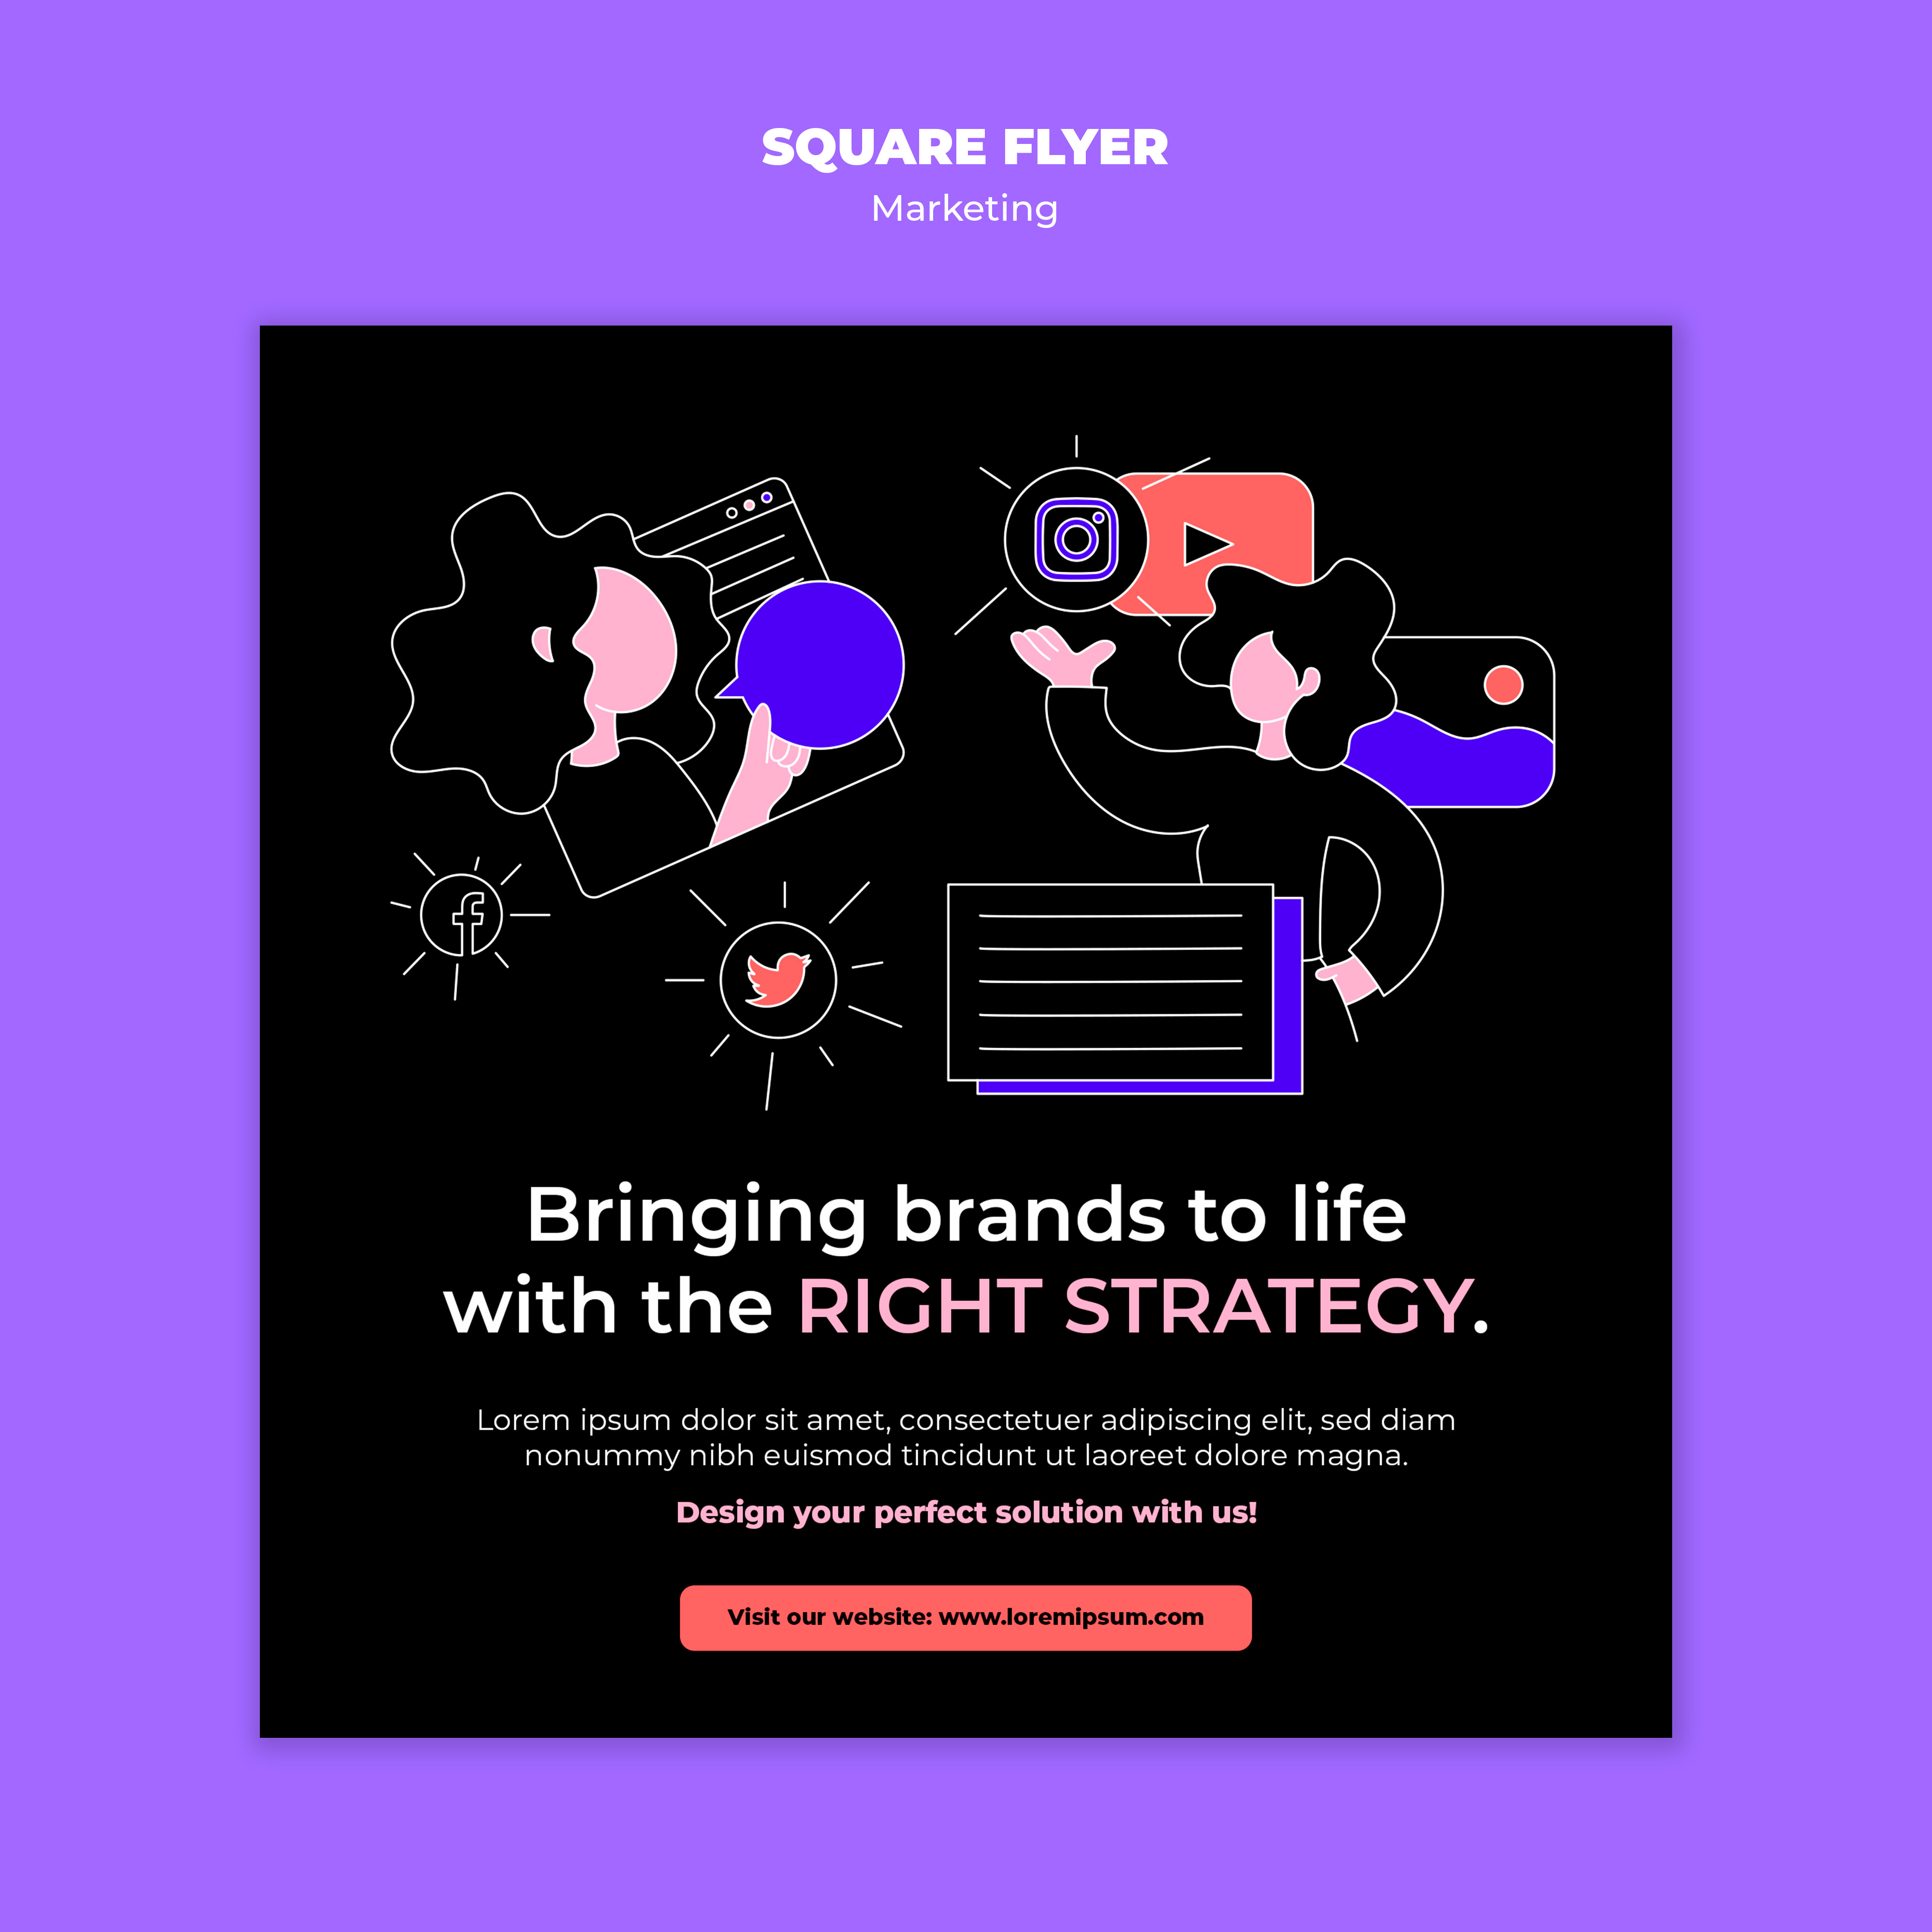 SQUARE FLYER
Marketing
Bringing brands to life
with the RIGHT STRATEGY.
Lorem ipsum dolor sit amet, consectetuer adipiscing elit, sed diam
nonummy nibh euismod tincidunt ut laoreet dolore magna.
Design your perfect solution with us!
Visit our website: www.loremipsum.com